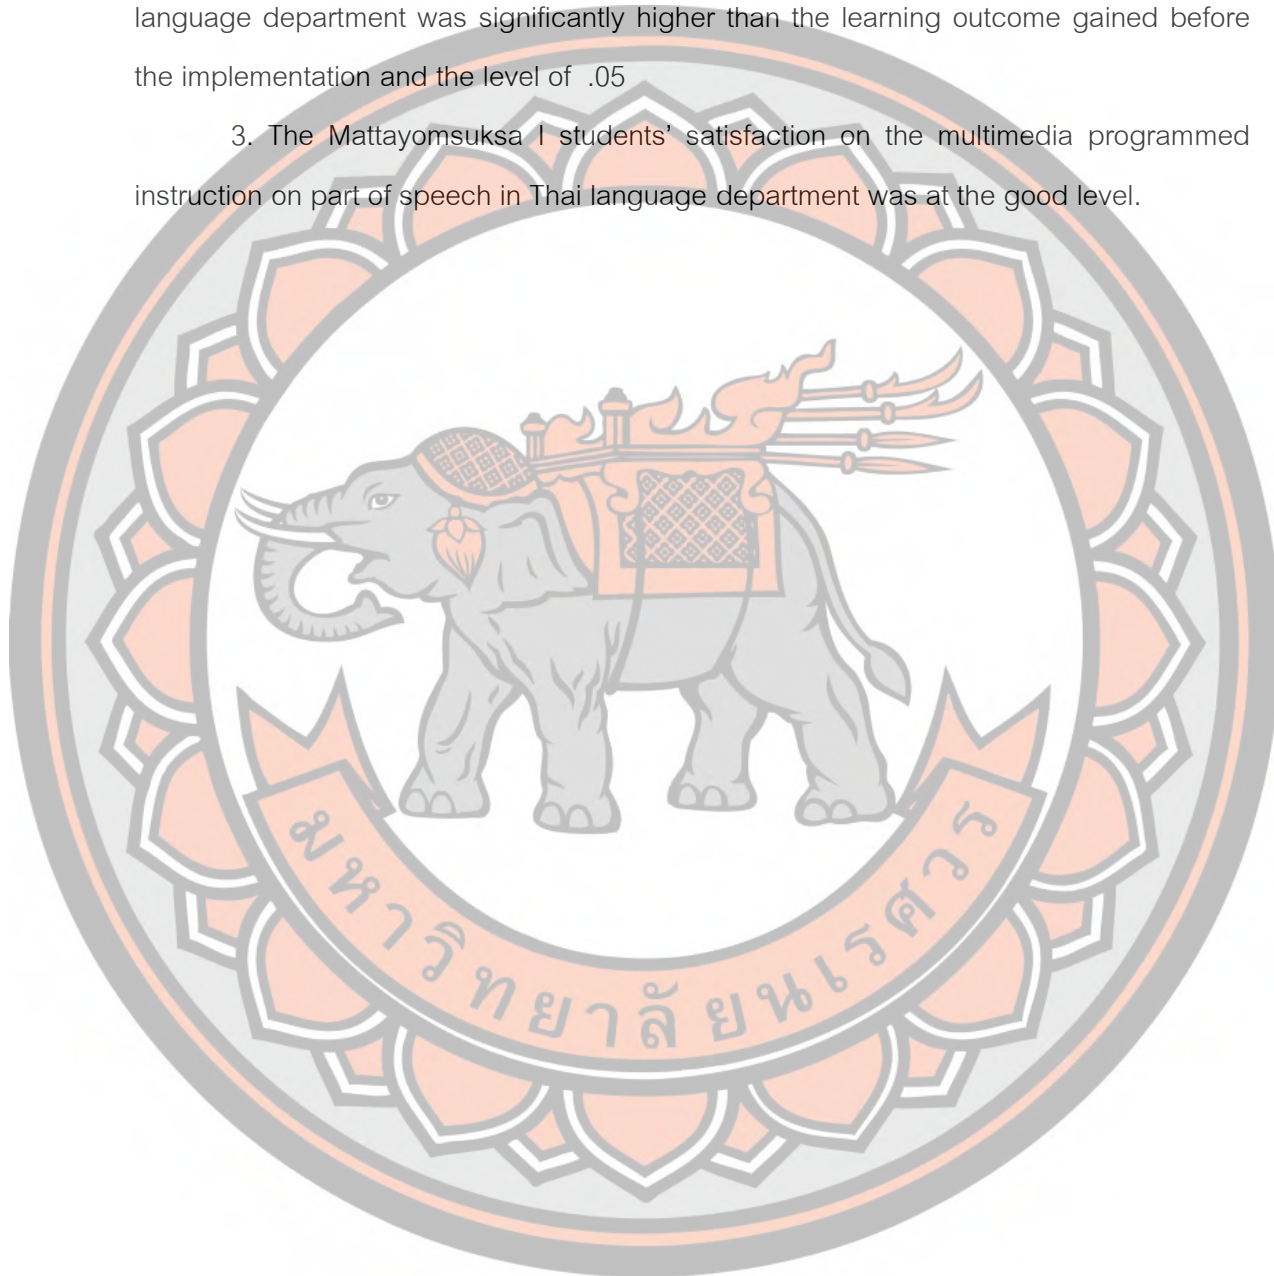 language department was significantly higher than the learning outcome gained before
the implementation and the level of .05
3. The Mattayomsuksa I students’ satisfaction on the multimedia programmed
instruction on part of speech in Thai language department was at the good level.
มหาวิทยาลัยนเรศวร